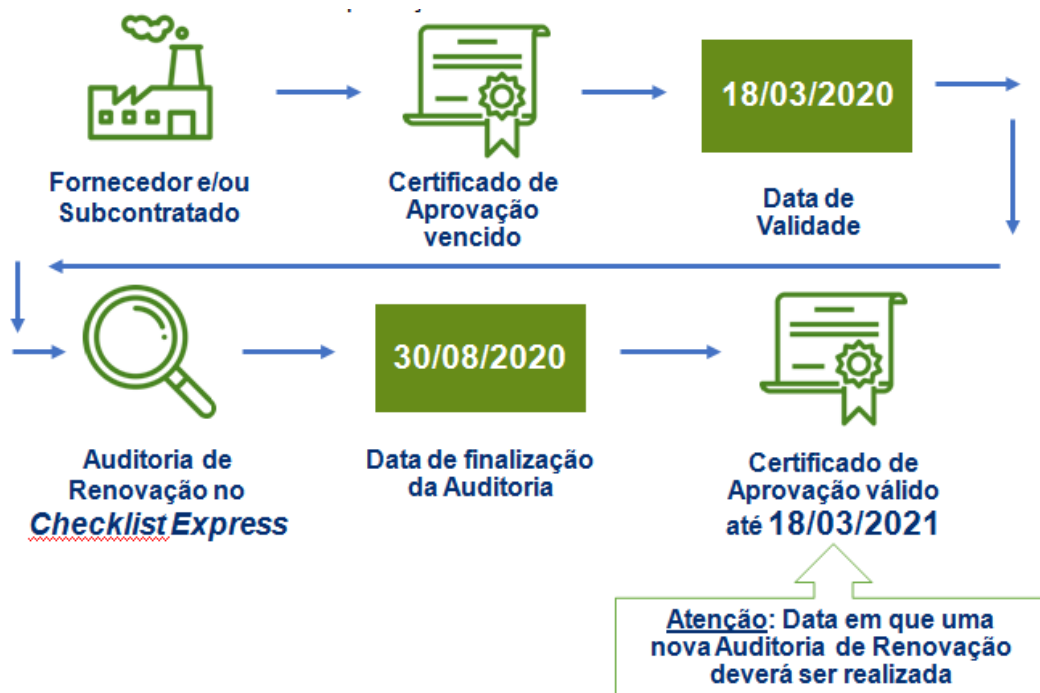 18/03/2020
Fornecedor e/ou
Subcontratado
Certificado de
Aprovação
vencido
Data de
Validade
30/08/2020
Auditoria de
Renovação no
Checklist Express
Data de finalização
da Auditoria
Certificado de
Aprovação válido
até 18/03/2021
Atenção: Data em que uma
nova Auditoria de Renovação
deverá ser realizada